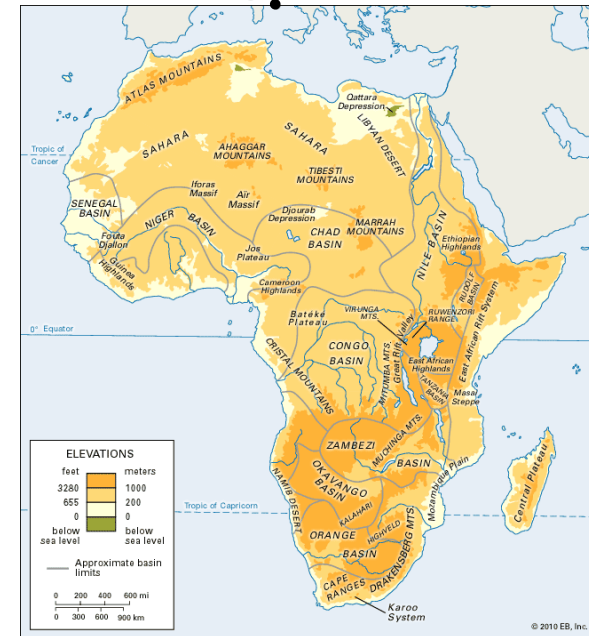 ATLAS MOUNTAINS
Qattara
Depression
LIBYAN DESERT
Tropic of
Cancer
SAHARA
SAHARA
AHAGGAR
MOUNTAINS
TIBESTI
MOUNTAINS
Iforas
Massif
Aïr
Massif
SENEGAL
BASIN
NIGER BASIN
Djourab
Depression
MARRAH
MOUNTAINS
CHAD
BASIN
NILE BASIN
Fouta
Djallon
Guinea
Highlands
Jos
Plateau
Ethiopian
Highlands
Cameroon
Highlands
RUDOLF
BASIN
East African Rift System
Batéké
Plateau
VIRUNGA
MTS.
RUWENZORI
RANGE
0° Equator
CONGO
BASIN
CRISTAL MOUNTAINS
MITUMBA MTS.
Great Rift Valley
East African
Highlands
TANZANIA
BASIN
Masai
Steppe
ZAMBEZI
BASIN
MUCHINGA MTS.
OKAVANGO
BASIN
Mozambique Plain
Central Plateau
NAMIB DESERT
Tropic of Capricorn
KALAHARI
HIGHVELD
ORANGE
BASIN
DRAKENSBERG MTS.
CAPE
RANGES
Karoo
System
ELEVATIONS
feet meters
3280 1000
655 200
0 0
below below
sea level sea level
Approximate basin
limits
0 200 400 600 mi
0 300 600 900 km
© 2010 EB, Inc.